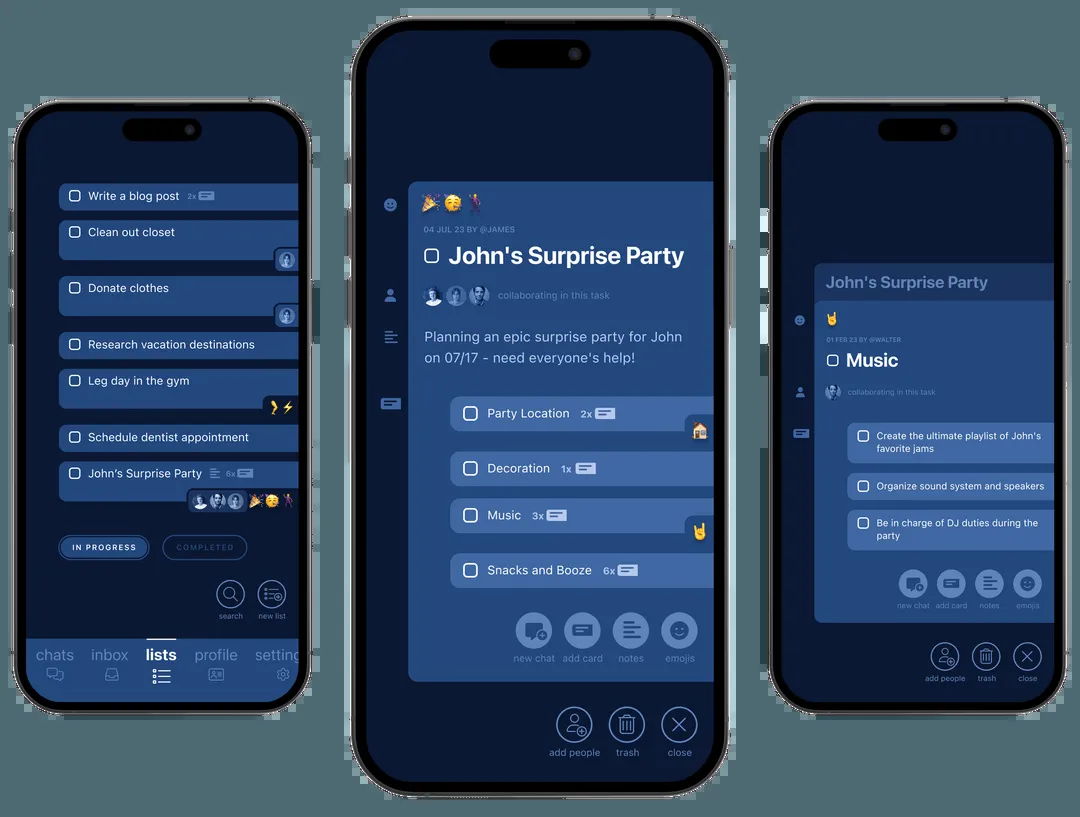 Write a blog post 2x
Clean out closet
Donate clothes
Research vacation destinations
Leg day in the gym
Schedule dentist appointment
John's Surprise Party 6x
IN PROGRESS
COMPLETED
search
new list
chats
inbox
lists
profile
setting
04 JUL 23 BY @JAMES
John's Surprise Party
collaborating in this task
Planning an epic surprise party for John
on 07/17 - need everyone's help!
Party Location 2x
Decoration 1x
Music 3x
Snacks and Booze 6x
new chat
add card
notes
emojis
add people
trash
close
John's Surprise Party
01 FEB 23 BY @WALTER
Music
collaborating in this task
Create the ultimate playlist of John's
favorite jams
Organize sound system and speakers
Be in charge of DJ duties during the
party
new chat
add card
notes
emojis
add people
trash
close